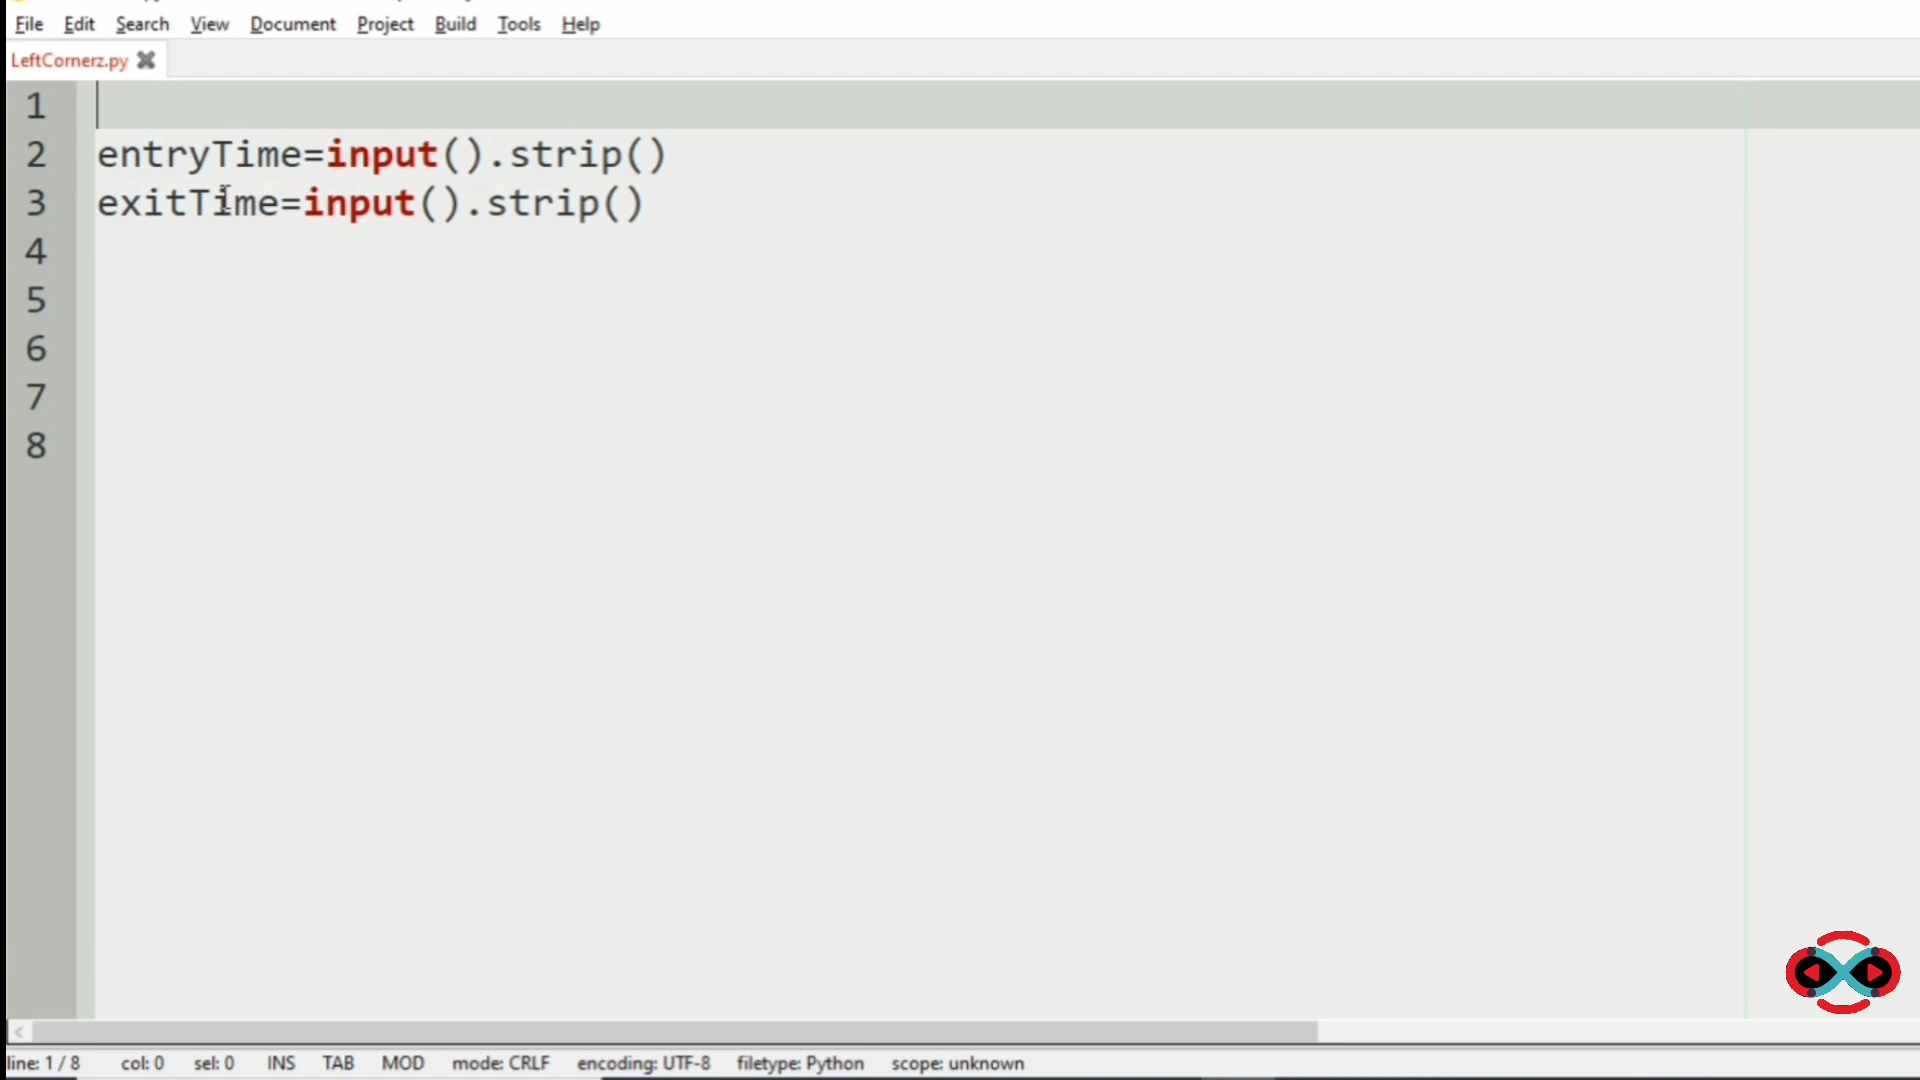 File Edit Search View Document Project Build Tools Help
LeftCornerz.py
1
2 entryTime=input().strip()
3 exitTime=input().strip()
4
5
6
7
8
line: 1 / 8 col: 0 sel: 0 INS TAB MOD mode: CRLF encoding: UTF-8 filetype: Python scope: unknown